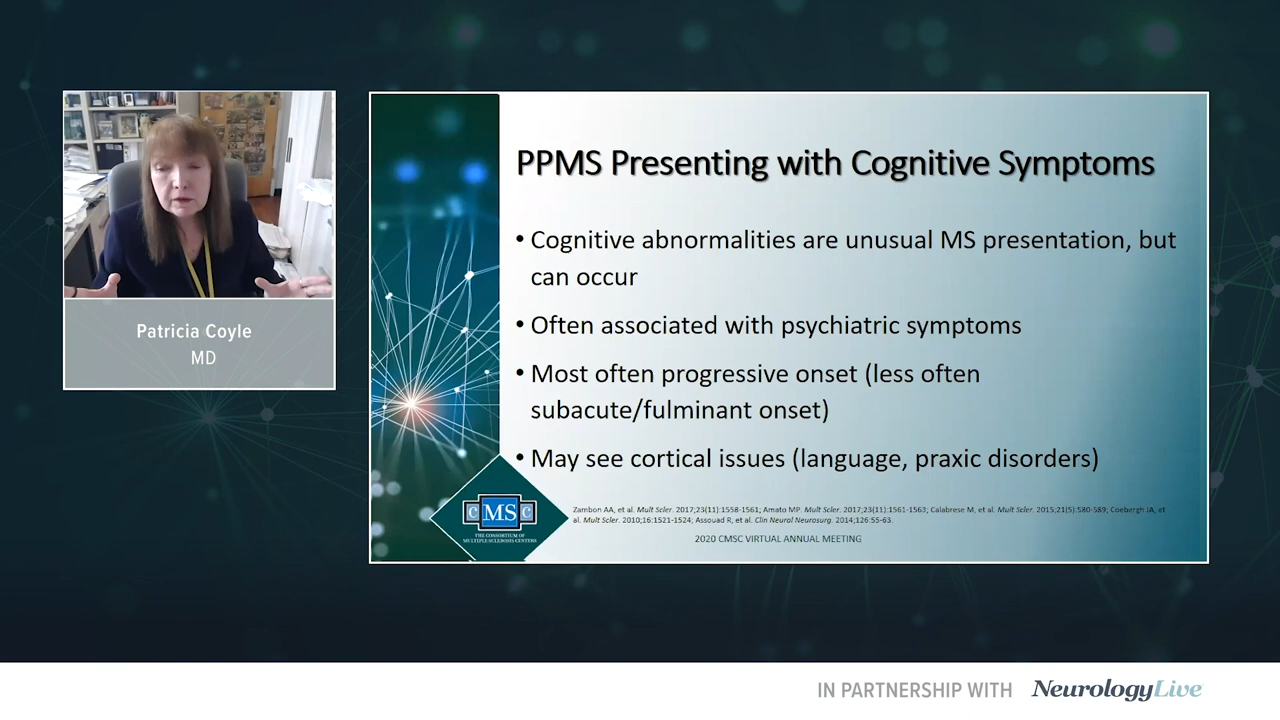 Patricia Coyle
MD
PPMS Presenting with Cognitive Symptoms
• Cognitive abnormalities are unusual MS presentation, but
can occur
• Often associated with psychiatric symptoms
• Most often progressive onset (less often
subacute/fulminant onset)
• May see cortical issues (language, praxic disorders)
Zambon AA, et al. Mult Scler. 2017;23(11):1558-1561; Amato MP. Mult Scler. 2017;23(11):1561-1563; Calabrese M, et al. Mult Scler. 2015;21(5):580-589; Coebergh JA, et
al. Mult Scler. 2010;16:1521-1524; Assouad R, et al. Clin Neural Neurosurg. 2014;126:55-63.
CMSC
THE CONSORTIUM OF
MULTIPLE SCLEROSIS CENTERS
2020 CMSC VIRTUAL ANNUAL MEETING
IN PARTNERSHIP WITH NeurologyLive